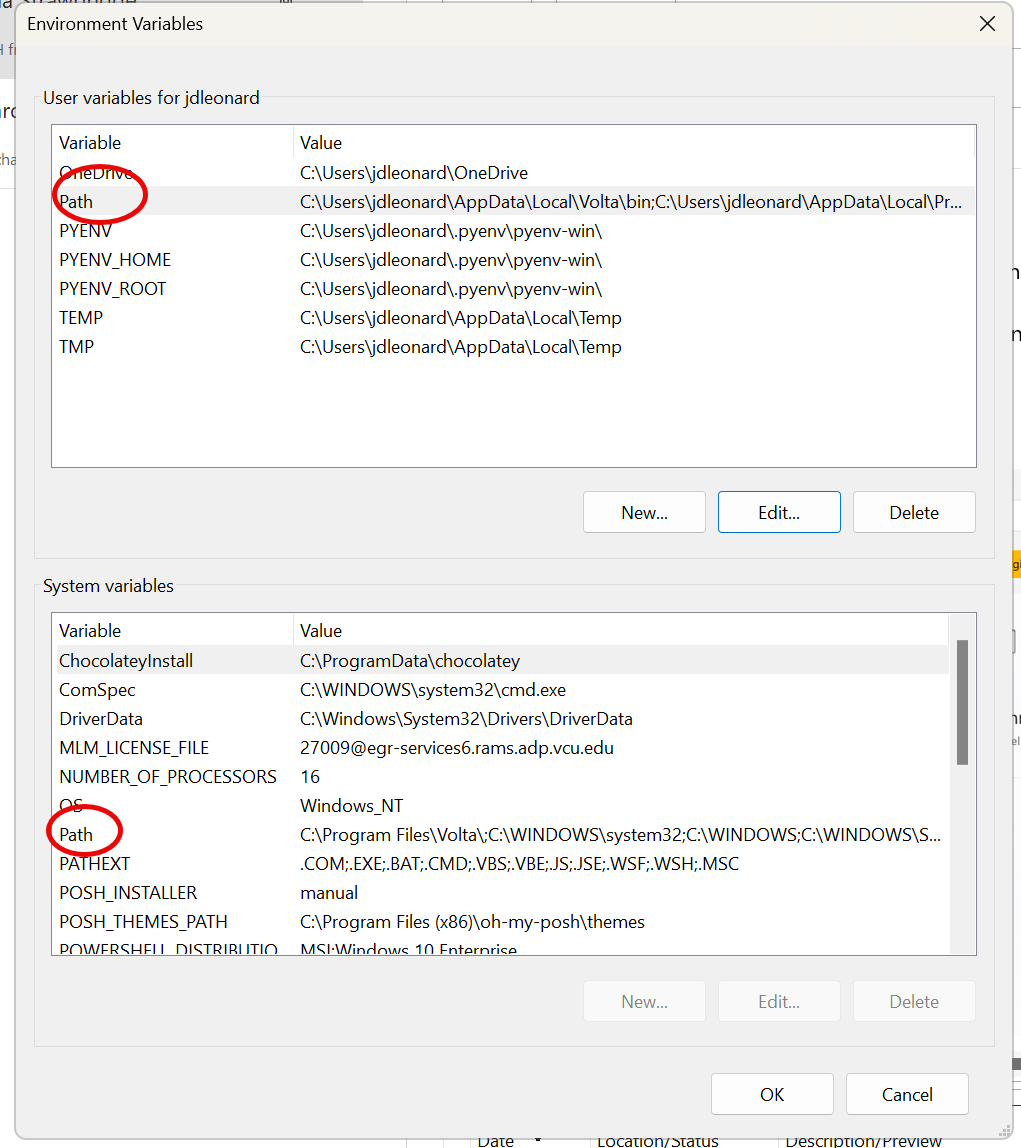 Environment Variables
User variables for jdleonard
Variable Value
OneDrive C:\Users\jdleonard\OneDrive
Path C:\Users\jdleonard\AppData\Local\Volta\bin;C:\Users\jdleonard\AppData\Local\Pr...
PYENV C:\Users\jdleonard\.pyenv\pyenv-win\
PYENV_HOME C:\Users\jdleonard\.pyenv\pyenv-win\
PYENV_ROOT C:\Users\jdleonard\.pyenv\pyenv-win\
TEMP C:\Users\jdleonard\AppData\Local\Temp
TMP C:\Users\jdleonard\AppData\Local\Temp
New... Edit... Delete
System variables
Variable Value
ChocolateyInstall C:\ProgramData\chocolatey
ComSpec C:\WINDOWS\system32\cmd.exe
DriverData C:\Windows\System32\Drivers\DriverData
MLM_LICENSE_FILE 27009@egr-services6.rams.adp.vcu.edu
NUMBER_OF_PROCESSORS 16
OS Windows_NT
Path C:\Program Files\Volta\;C:\WINDOWS\system32;C:\WINDOWS;C:\WINDOWS\S...
PATHEXT .COM;.EXE;.BAT;.CMD;.VBS;.VBE;.JS;.JSE;.WSF;.WSH;.MSC
POSH_INSTALLER manual
POSH_THEMES_PATH C:\Program Files (x86)\oh-my-posh\themes
POWERSHELL_DISTRIBUTIO MSI:Windows 10 Enterprise
New... Edit... Delete
OK Cancel
Date Location/Status Description/Preview